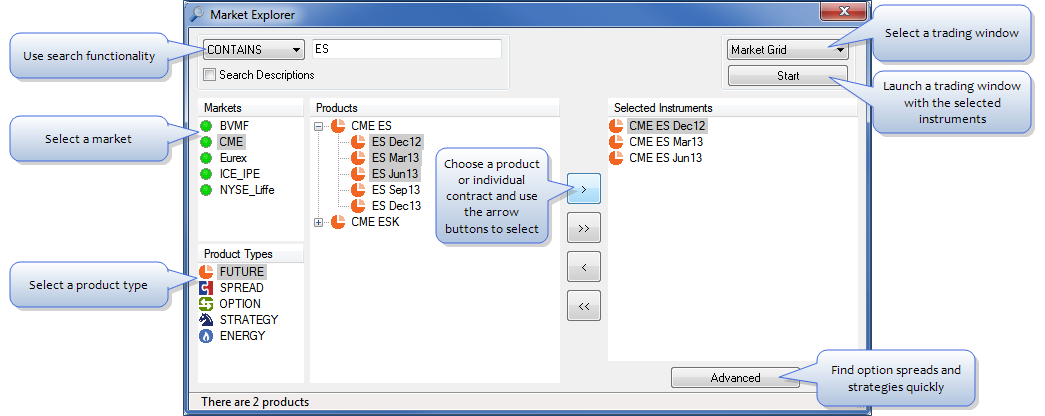 Market Explorer
Use search functionality
CONTAINS
ES
Search Descriptions
Market Grid
Start
Select a trading window
Launch a trading window
with the selected
instruments
Markets
BVMF
CME
Eurex
ICE_IPE
NYSE_Liffe
Select a market
Product Types
FUTURE
SPREAD
OPTION
STRATEGY
ENERGY
Select a product type
Products
CME ES
ES Dec12
ES Mar13
ES Jun13
ES Sep13
ES Dec13
CME ESK
Choose a product
or individual
contract and use
the arrow
buttons to select
>
>>
<
<<
Selected Instruments
CME ES Dec12
CME ES Mar13
CME ES Jun13
Advanced
Find option spreads and
strategies quickly
There are 2 products